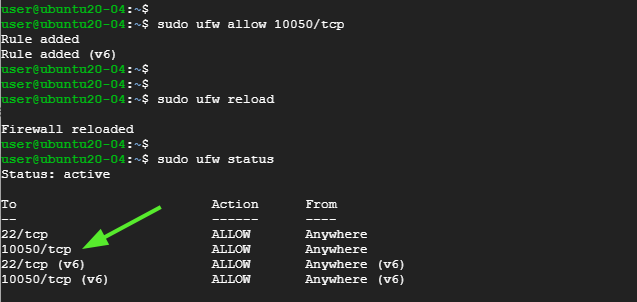 user@ubuntu20-04:~$
user@ubuntu20-04:~$ sudo ufw allow 10050/tcp
Rule added
Rule added (v6)
user@ubuntu20-04:~$
user@ubuntu20-04:~$
user@ubuntu20-04:~$ sudo ufw reload
Firewall reloaded
user@ubuntu20-04:~$
user@ubuntu20-04:~$ sudo ufw status
Status: active
To Action From
-- ------ ----
22/tcp ALLOW Anywhere
10050/tcp ALLOW Anywhere
22/tcp (v6) ALLOW Anywhere (v6)
10050/tcp (v6) ALLOW Anywhere (v6)